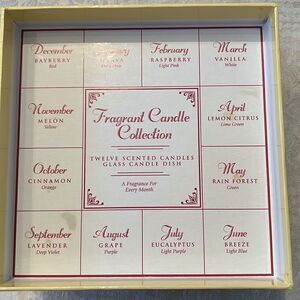 December
BAYBERRY
Red
February
RASPBERRY
Light Pink
March
VANILLA
White
November
MELON
Yellow
Fragrant Candle
Collection
TWELVE SCENTED CANDLES
GLASS CANDLE DISH
A Fragrance For
Every Month
April
LEMON CITRUS
Lime Green
October
CINNAMON
Orange
May
RAIN FOREST
Green
September
LAVENDER
Deep Violet
August
GRAPE
Purple
July
EUCALYPTUS
Light Purple
June
BREEZE
Light Blue